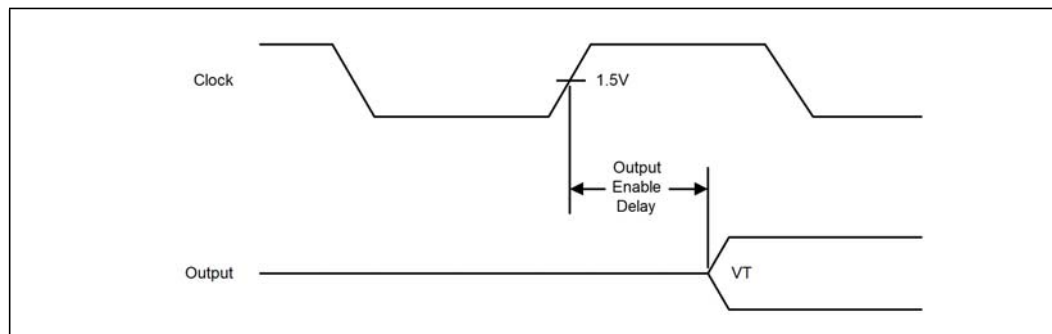 Clock
1.5V
Output
Enable
Delay
Output
VT